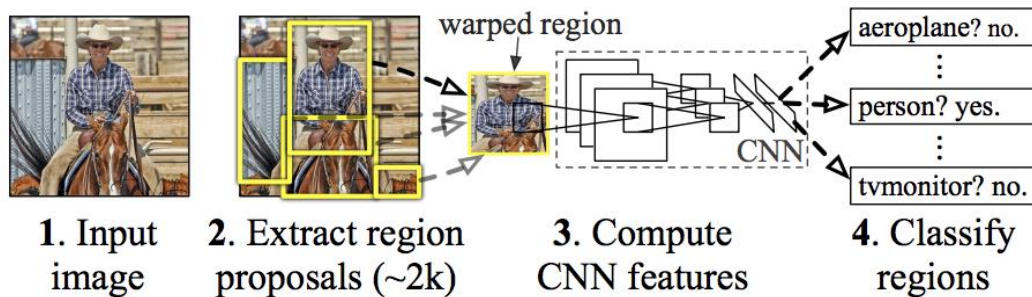 warped region
aeroplane? no.
⋮
person? yes.
⋮
tvmonitor? no.
CNN
1. Input
image
2. Extract region
proposals (~2k)
3. Compute
CNN features
4. Classify
regions